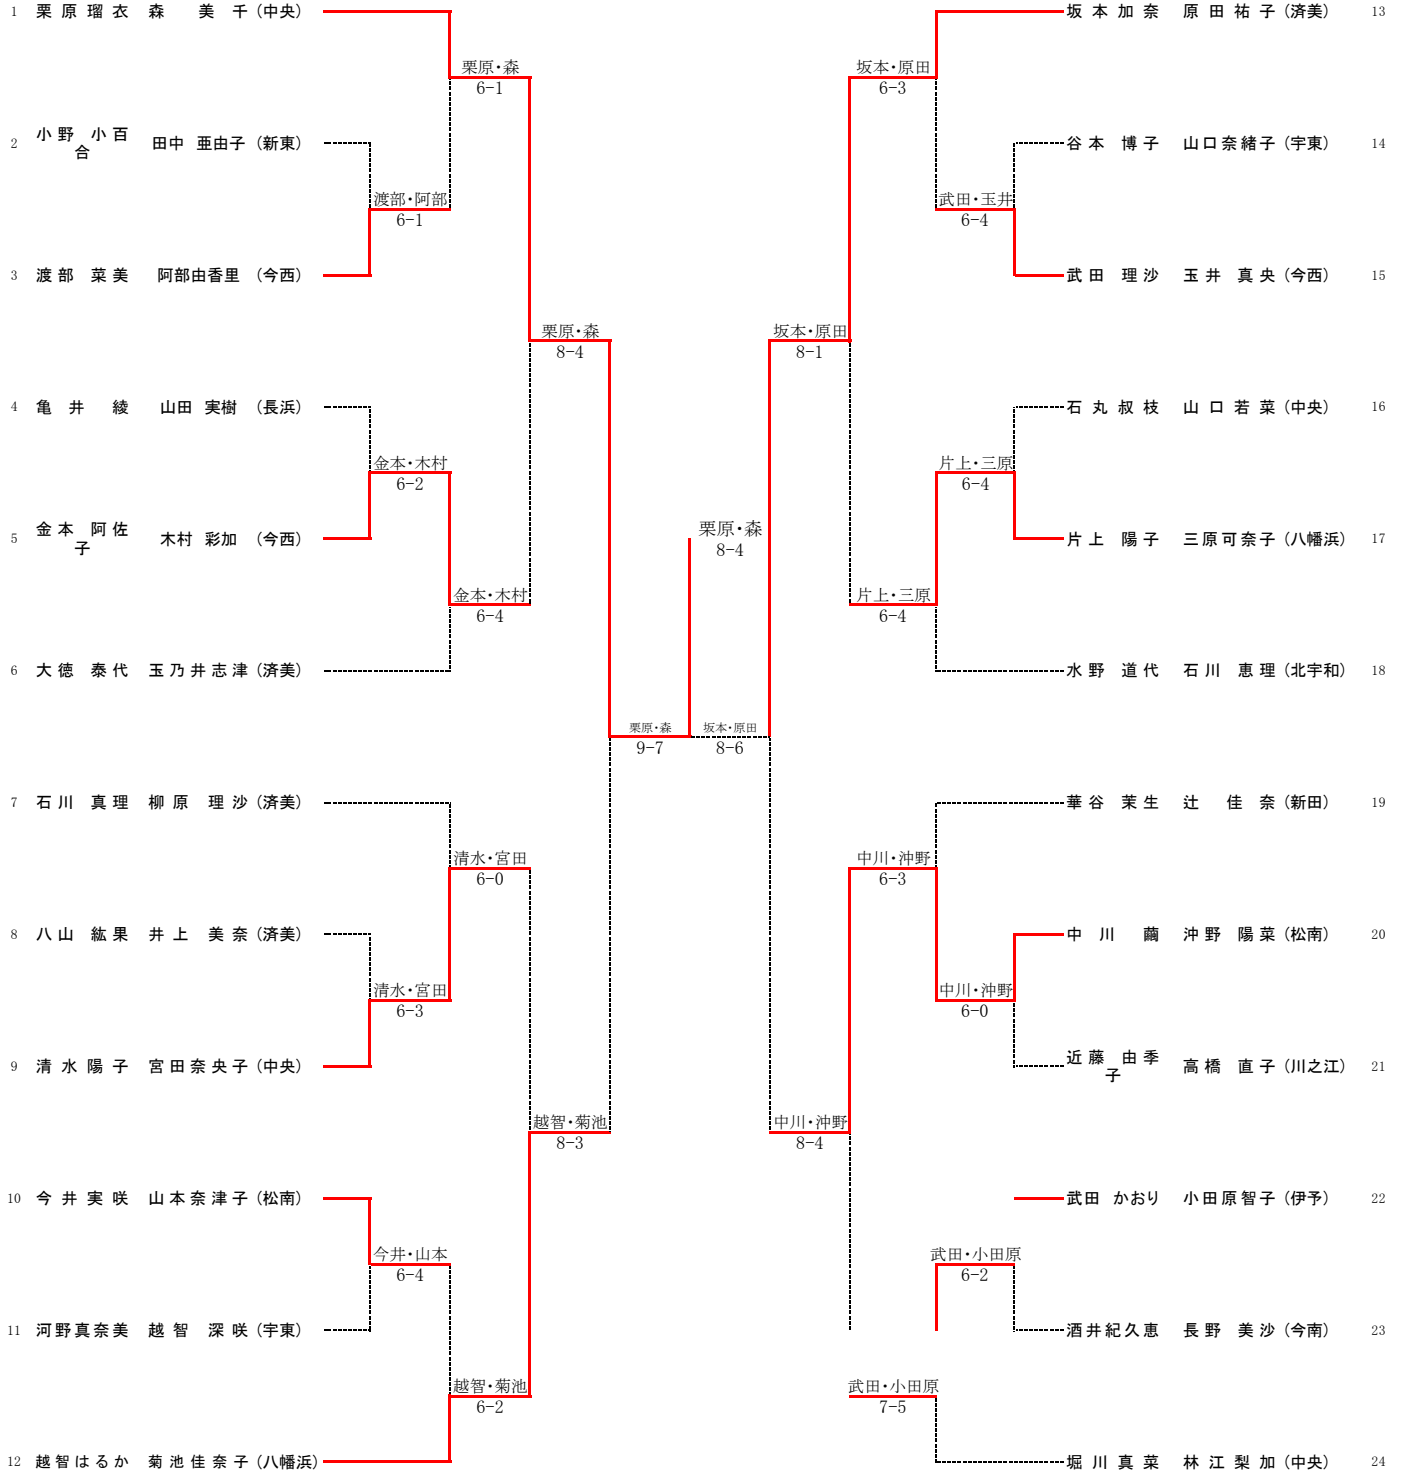 1 栗原瑠衣 森 美千 (中央)
坂本加奈 原田祐子 (済美) 13
栗原・森
6-1
坂本・原田
6-3
2 小野 小百合 田中 亜由子 (新東)
谷本 博子 山口奈緒子 (宇東) 14
渡部・阿部
6-1
武田・玉井
6-4
3 渡部 菜美 阿部由香里 (今西)
武田 理沙 玉井 真央 (今西) 15
栗原・森
8-4
坂本・原田
8-1
4 亀井 綾 山田 実樹 (長浜)
石丸叔枝 山口若菜 (中央) 16
金本・木村
6-2
片上・三原
6-4
5 金本 阿佐子 木村 彩加 (今西)
栗原・森
8-4
片上 陽子 三原可奈子 (八幡浜) 17
金本・木村
6-4
片上・三原
6-4
6 大徳 泰代 玉乃井志津 (済美)
水野 道代 石川 恵理 (北宇和) 18
栗原・森
9-7
坂本・原田
8-6
7 石川 真理 柳原 理沙 (済美)
華谷 茉生 辻 佳奈 (新田) 19
清水・宮田
6-0
中川・沖野
6-3
8 八山 紘果 井上 美奈 (済美)
中川 繭 沖野 陽菜 (松南) 20
清水・宮田
6-3
中川・沖野
6-0
9 清水陽子 宮田奈央子 (中央)
近藤 由季子 高橋 直子 (川之江) 21
越智・菊池
8-3
中川・沖野
8-4
10 今井実咲 山本奈津子 (松南)
武田 かおり 小田原智子 (伊予) 22
今井・山本
6-4
武田・小田原
6-2
11 河野真奈美 越智 深咲 (宇東)
酒井紀久恵 長野 美沙 (今南) 23
越智・菊池
6-2
武田・小田原
7-5
12 越智はるか 菊池佳奈子 (八幡浜)
堀川真菜 林江梨加 (中央) 24